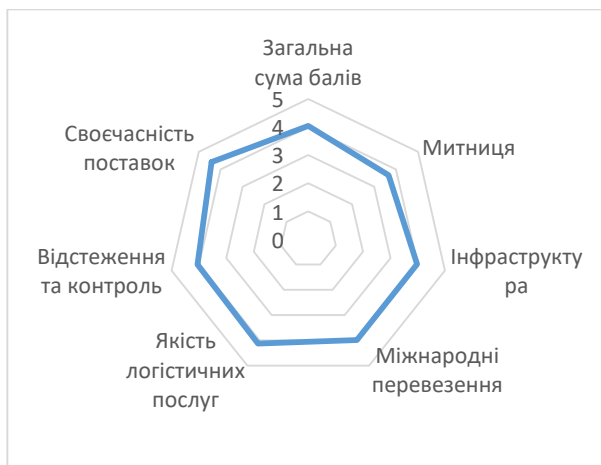 Загальна
сума балів
5
4
3
2
1
0
Митниця
Інфраструкту
ра
Міжнародні
перевезення
Якість
логістичних
послуг
Відстеження
та контроль
Своєчасність
поставок